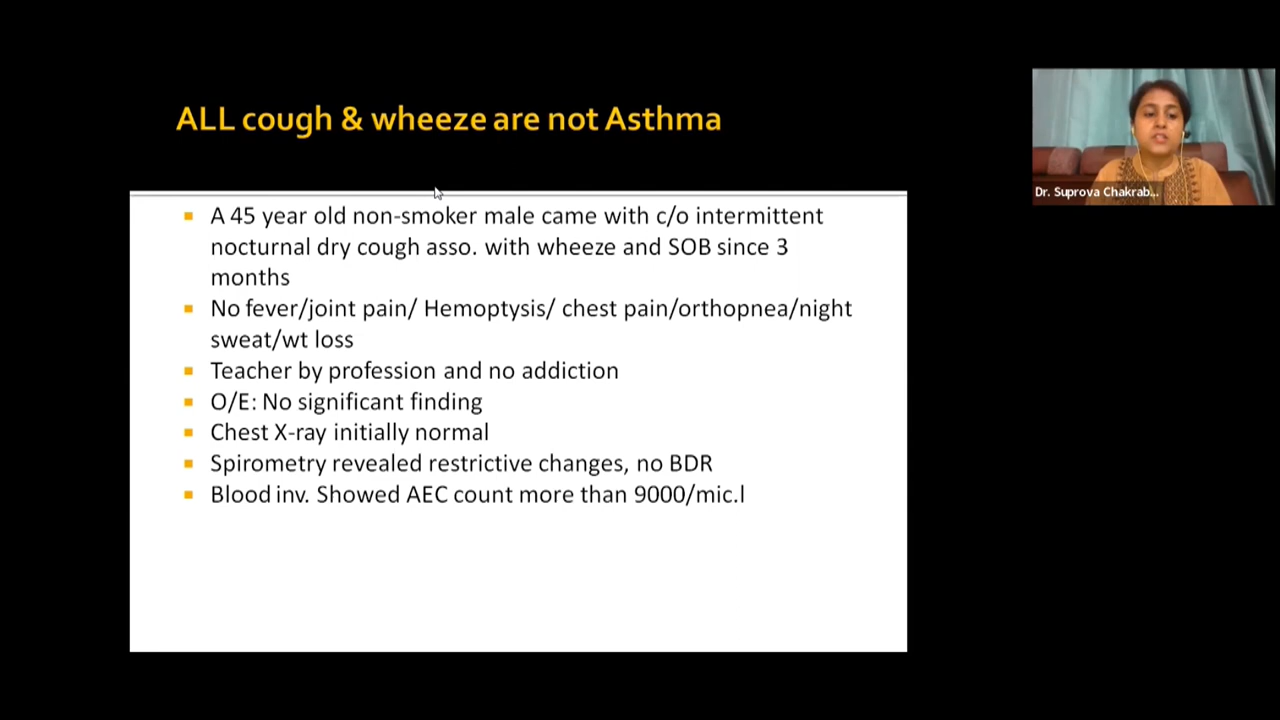 ALL cough & wheeze are not Asthma
A 45 year old non-smoker male came with c/o intermittent
nocturnal dry cough asso. with wheeze and SOB since 3
months
No fever/joint pain/ Hemoptysis/ chest pain/orthopnea/night
sweat/wt loss
Teacher by profession and no addiction
O/E: No significant finding
Chest X-ray initially normal
Spirometry revealed restrictive changes, no BDR
Blood inv. Showed AEC count more than 9000/mic.l
Dr. Suprova Chakrab...